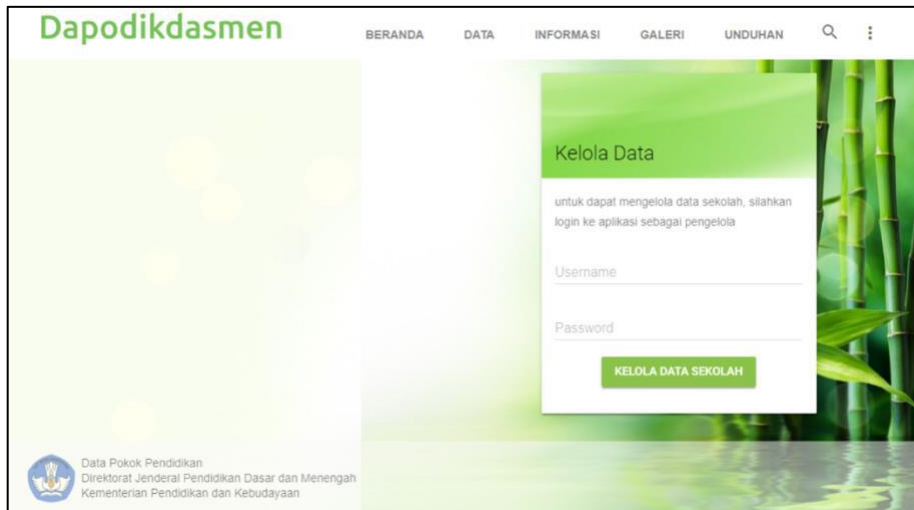 Dapodikdasmen
BERANDA DATA INFORMASI GALERI UNDUHAN
Kelola Data
untuk dapat mengelola data sekolah, silahkan
login ke aplikasi sebagai pengelola
Username
Password
KELOLA DATA SEKOLAH
Data Pokok Pendidikan
Direktorat Jenderal Pendidikan Dasar dan Menengah
Kementerian Pendidikan dan Kebudayaan